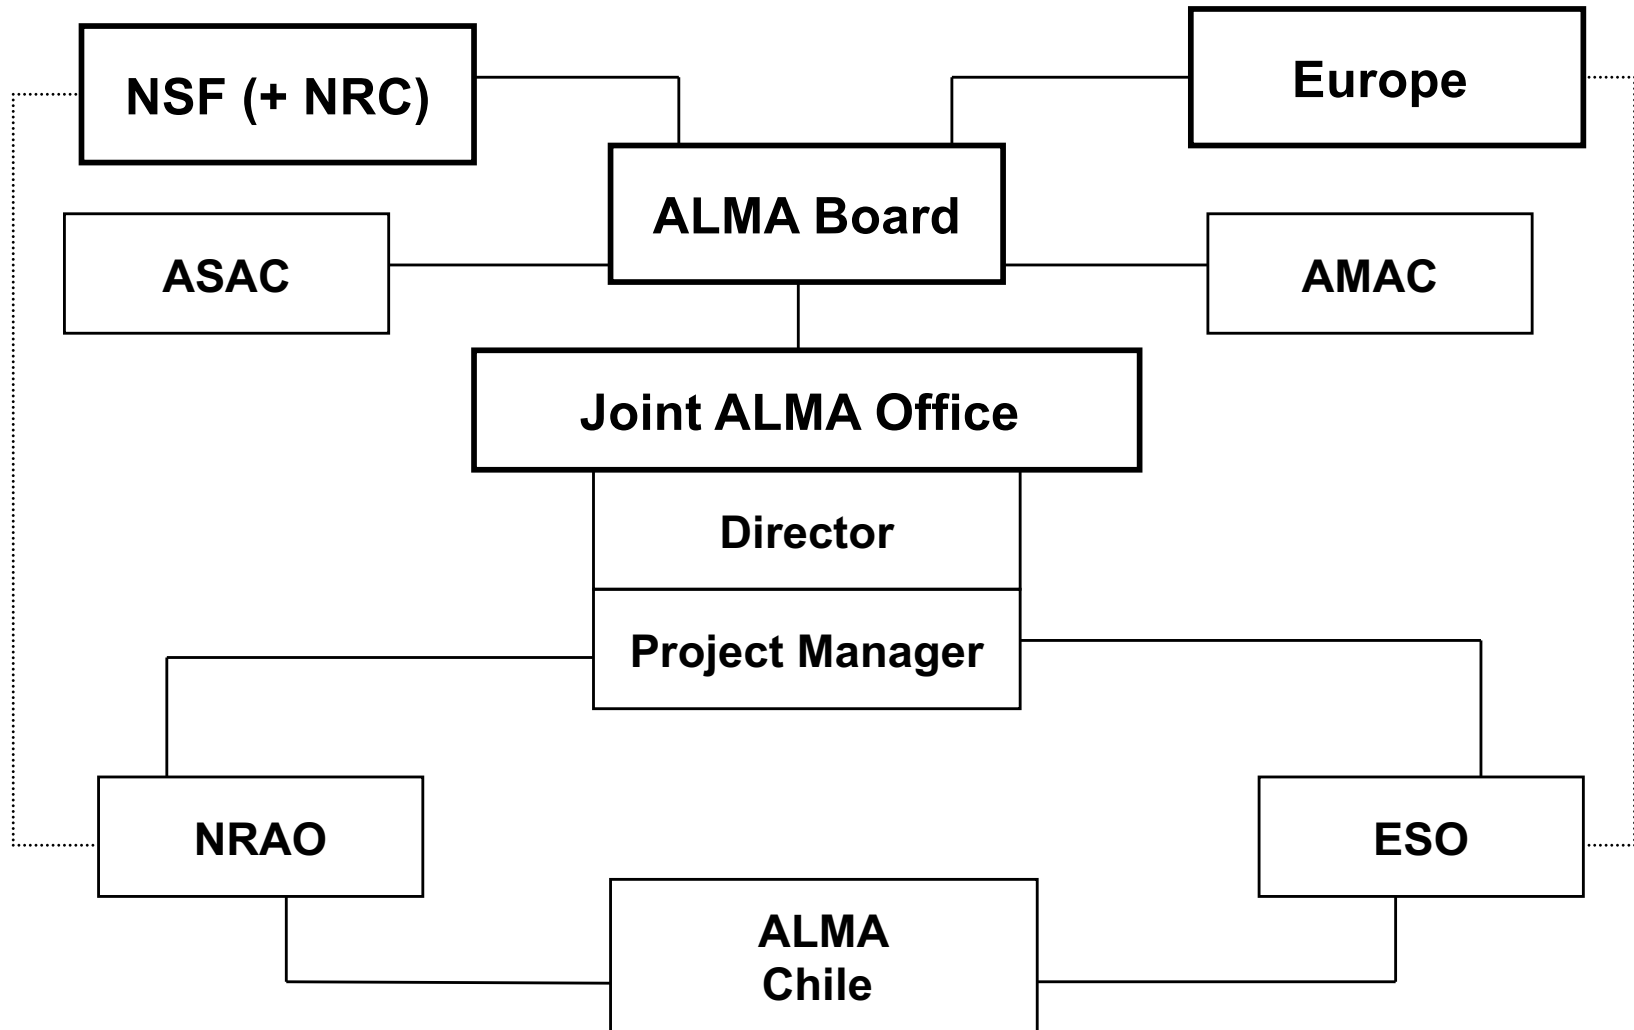 NSF (+ NRC)
Europe
ALMA Board
ASAC
AMAC
Joint ALMA Office
Director
Project Manager
NRAO
ESO
ALMA
Chile